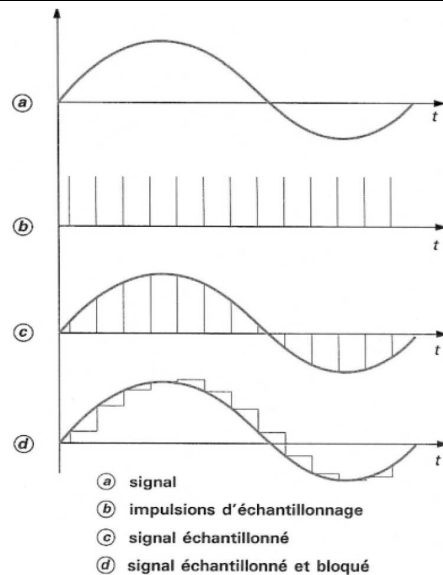 a
t
b
t
c
t
d
t
a signal
b impulsions d'échantillonnage
c signal échantillonné
d signal échantillonné et bloqué